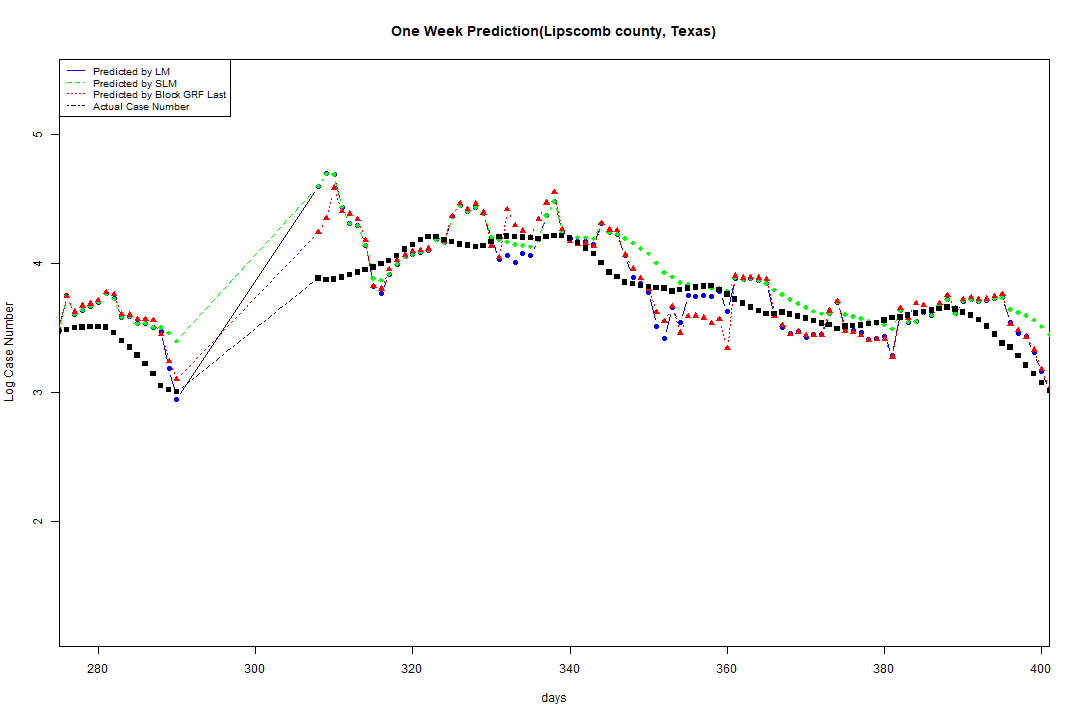 One Week Prediction(Lipscomb county, Texas)
Predicted by LM
Predicted by SLM
Predicted by Block GRF Last
Actual Case Number
5
4
3
2
Log Case Number
280 300 320 340 360 380 400
days